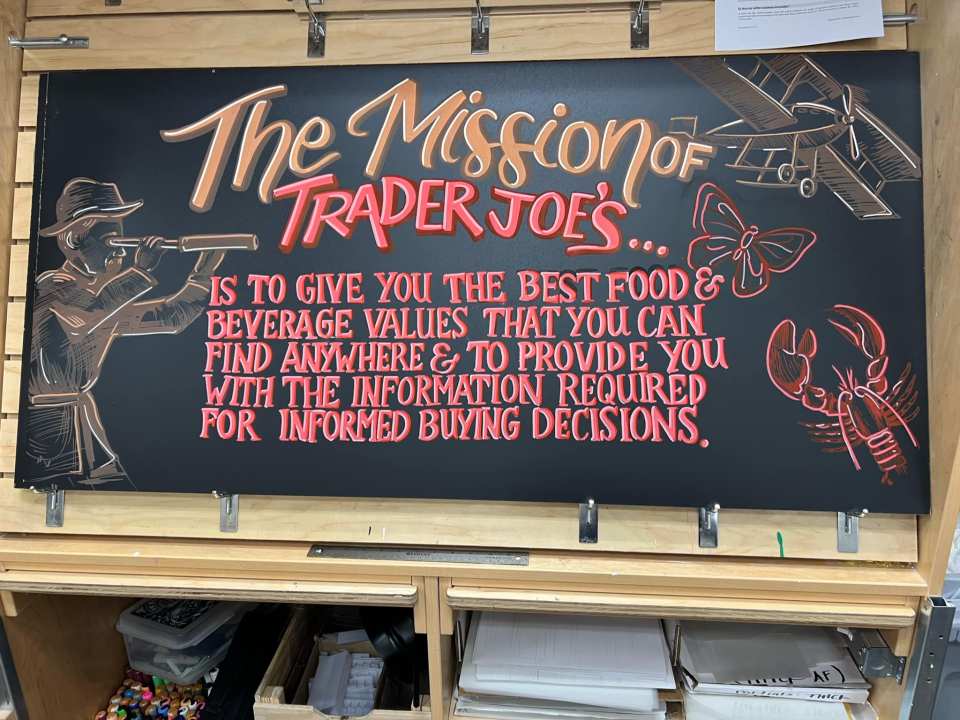 The Mission OF
TRADER JOE'S...
IS TO GIVE YOU THE BEST FOOD &
BEVERAGE VALUES THAT YOU CAN
FIND ANYWHERE & TO PROVIDE YOU
WITH THE INFORMATION REQUIRED
FOR INFORMED BUYING DECISIONS.